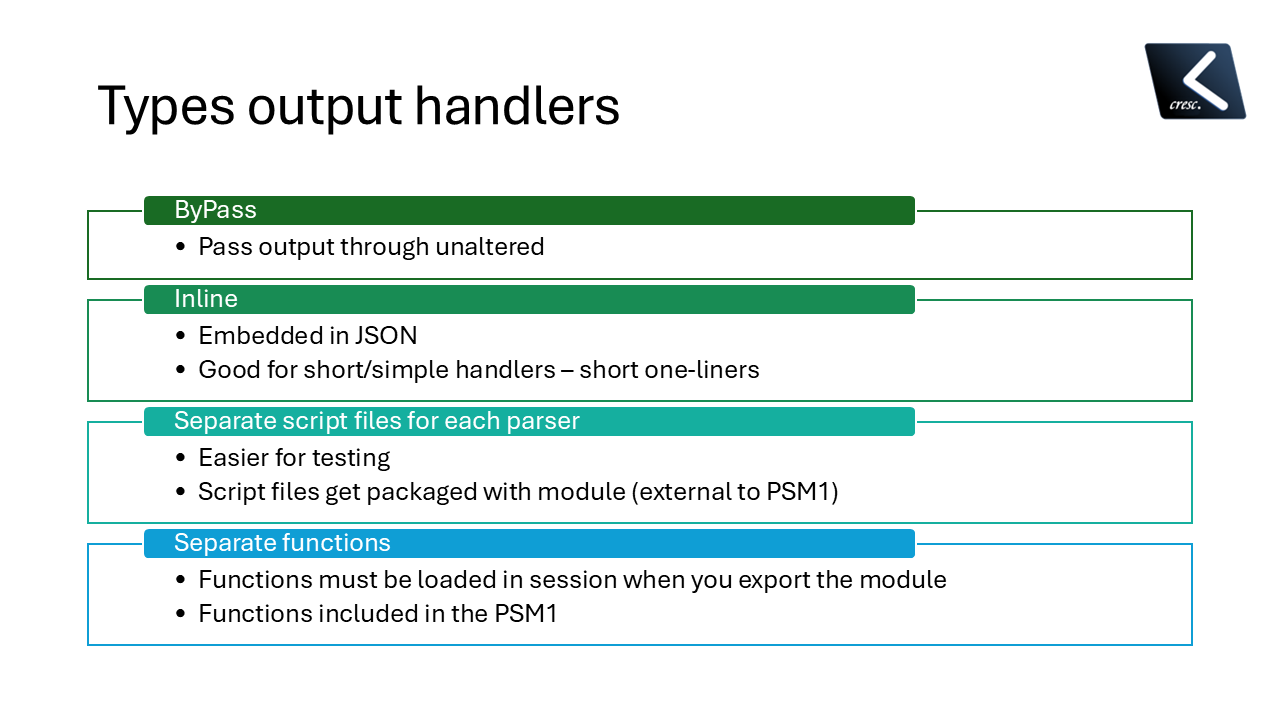 Types output handlers
cresc.
ByPass
• Pass output through unaltered
Inline
• Embedded in JSON
• Good for short/simple handlers – short one-liners
Separate script files for each parser
• Easier for testing
• Script files get packaged with module (external to PSM1)
Separate functions
• Functions must be loaded in session when you export the module
• Functions included in the PSM1